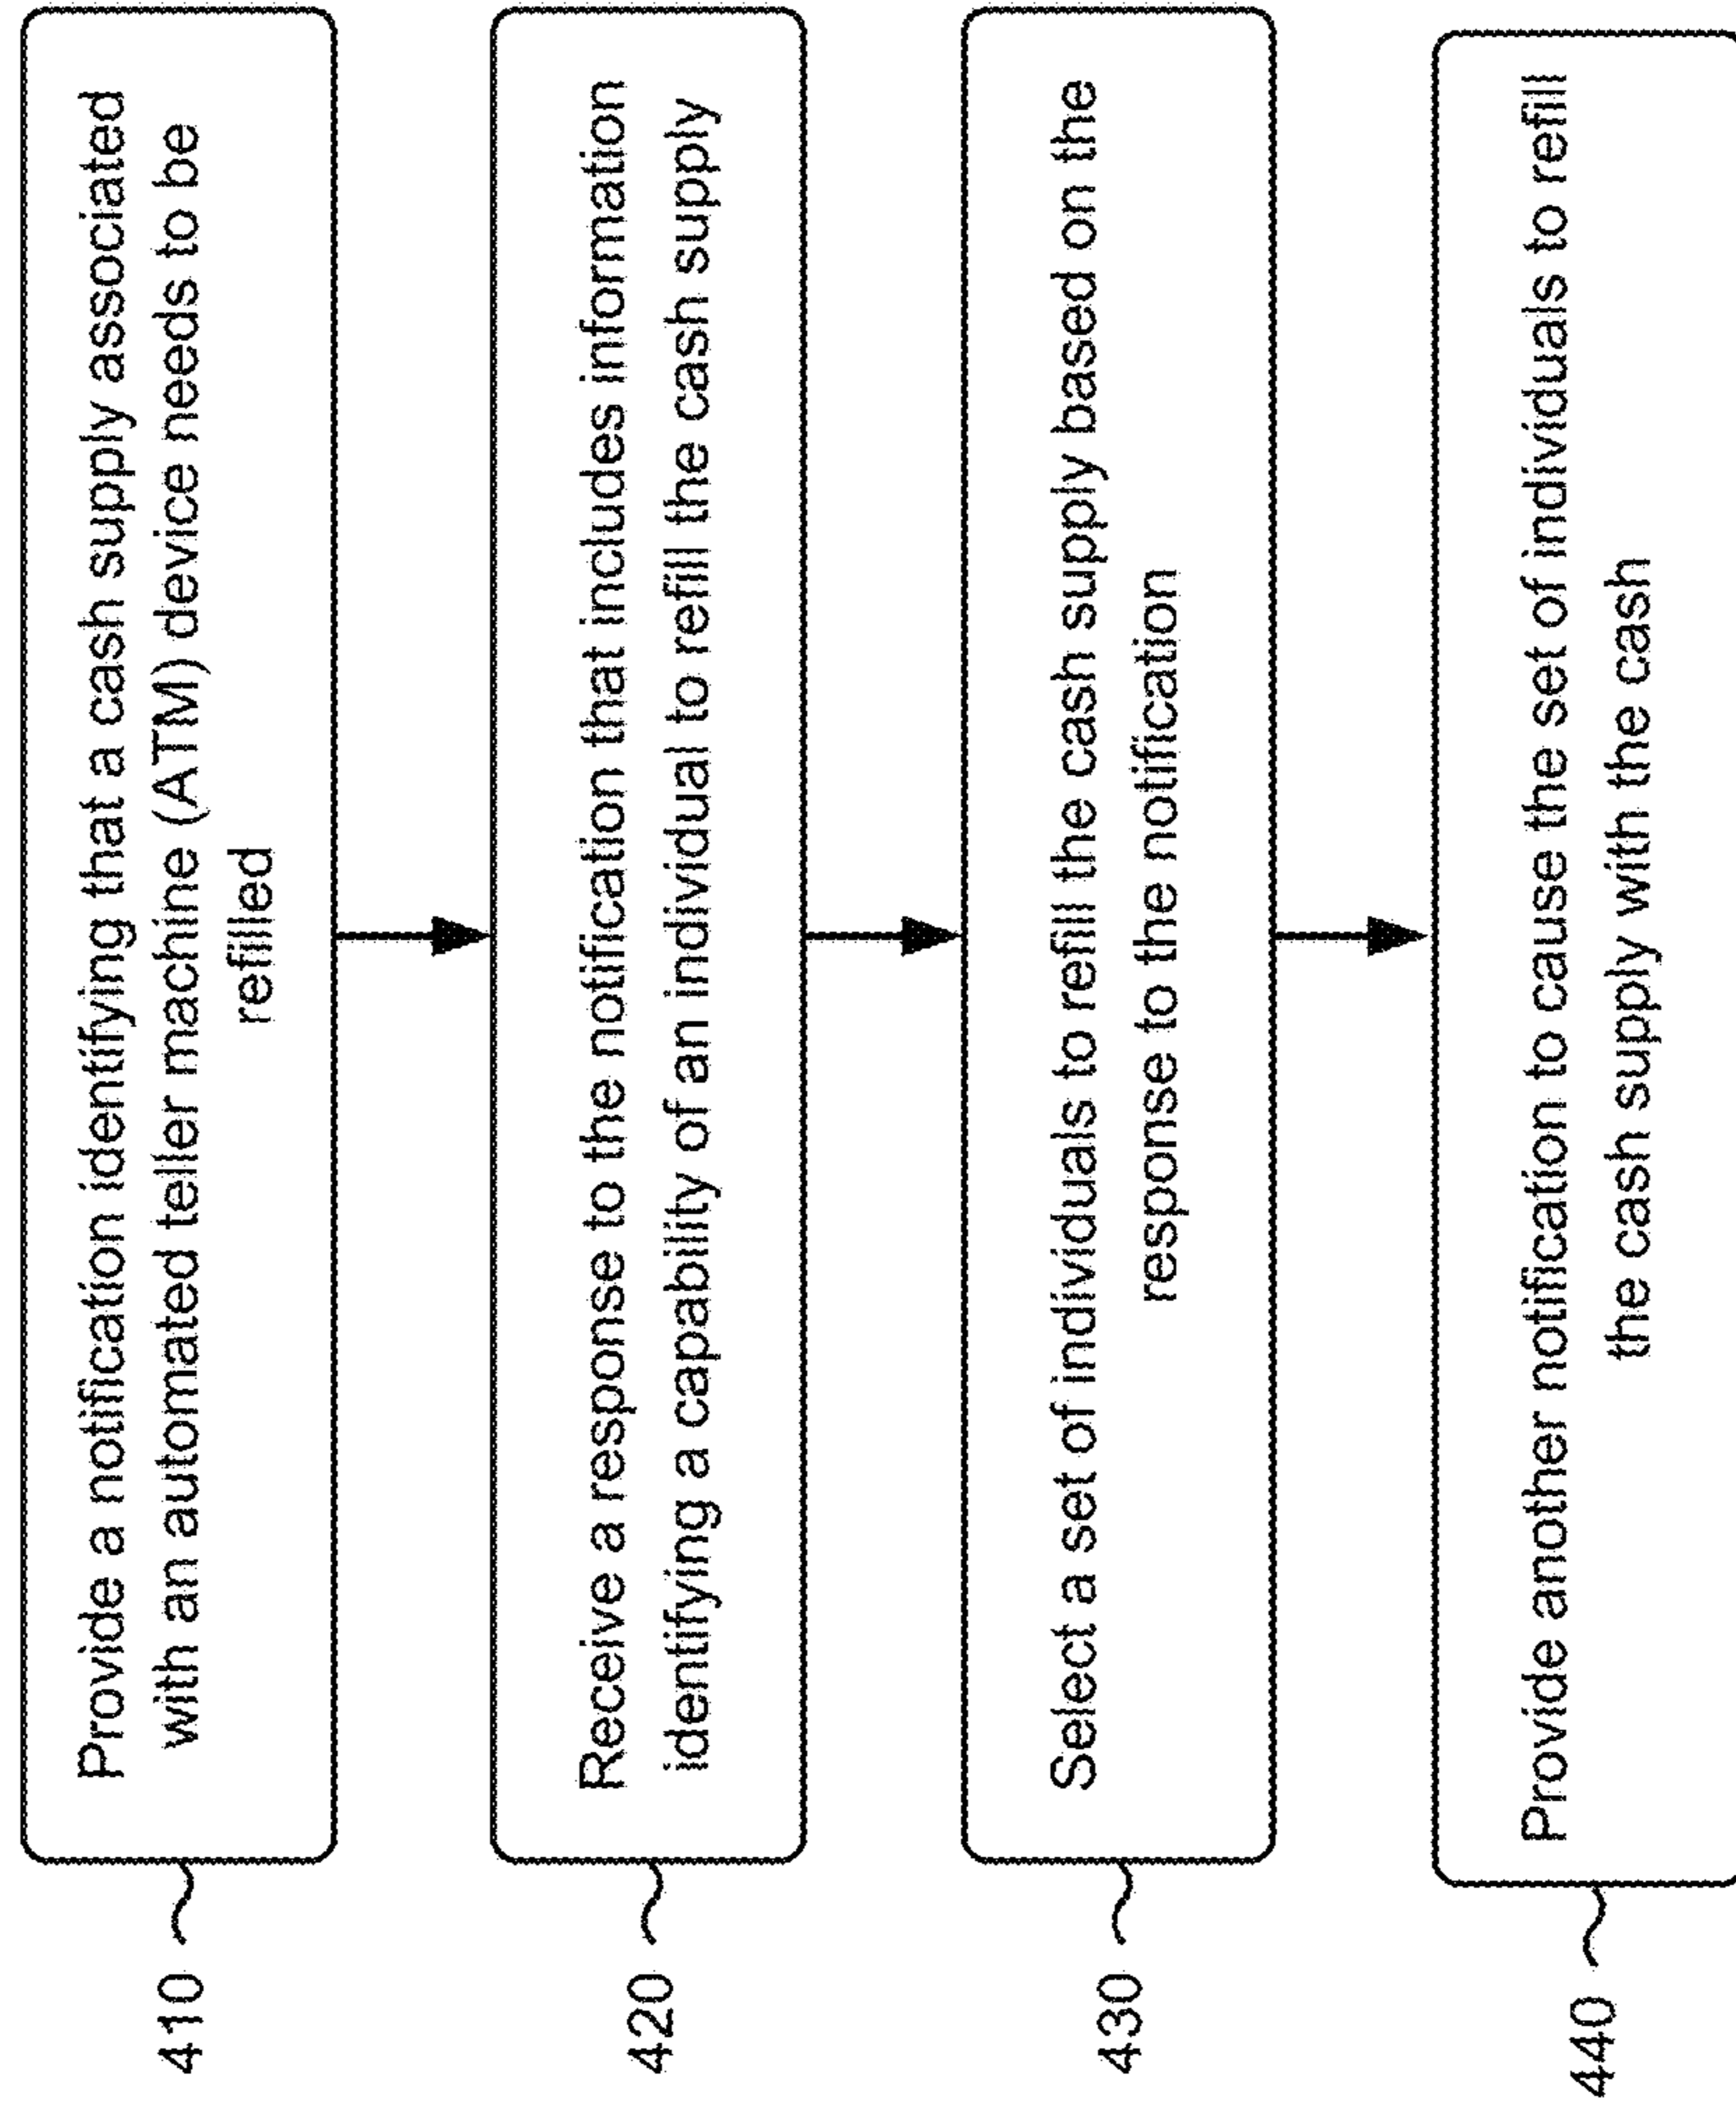 410
Provide a notification identifying that a cash supply associated
with an automated teller machine (ATM) device needs to be
refilled
420
Receive a response to the notification that includes information
identifying a capability of an individual to refill the cash supply
430
Select a set of individuals to refill the cash supply based on the
response to the notification
440
Provide another notification to cause the set of individuals to refill
the cash supply with the cash